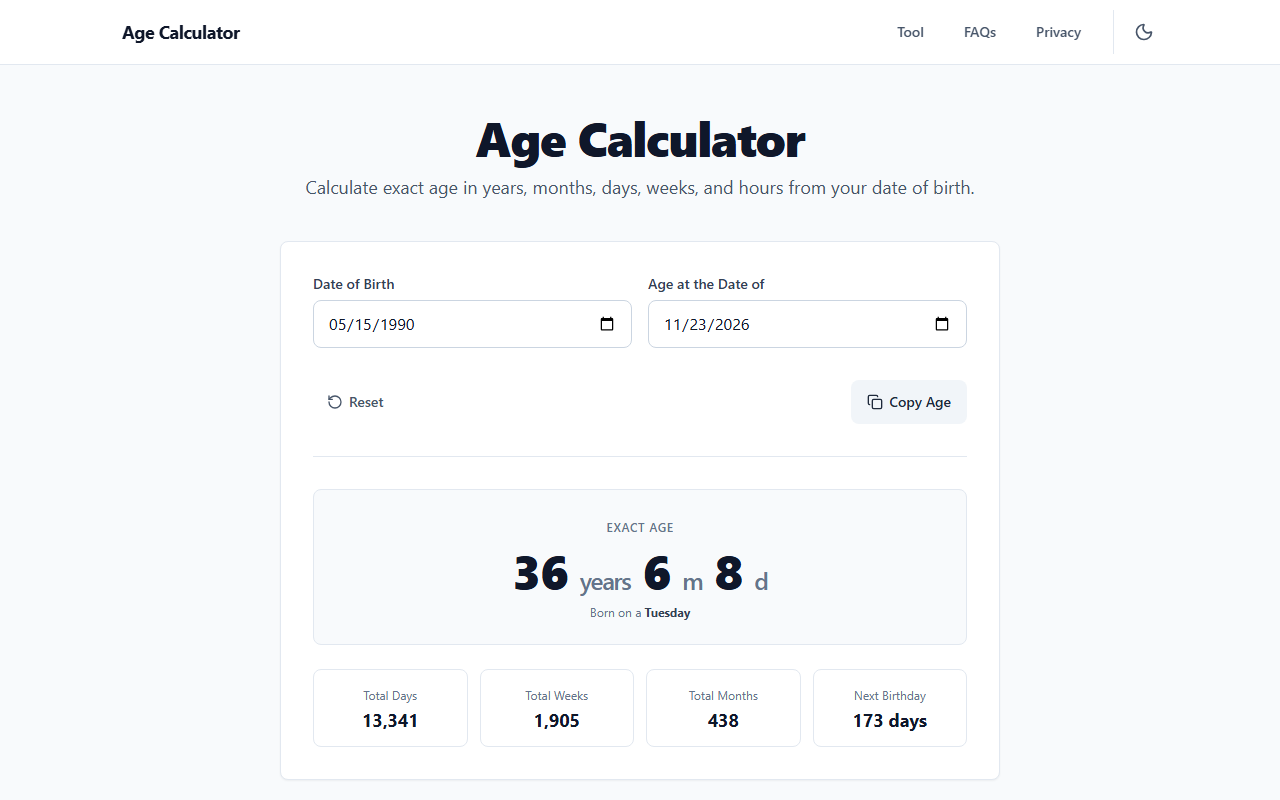 Age Calculator
Tool
FAQs
Privacy
Age Calculator
Calculate exact age in years, months, days, weeks, and hours from your date of birth.
Date of Birth
Age at the Date of
05/15/1990
11/23/2026
Reset
Copy Age
EXACT AGE
36 years 6 m 8 d
Born on a Tuesday
Total Days
13,341
Total Weeks
1,905
Total Months
438
Next Birthday
173 days